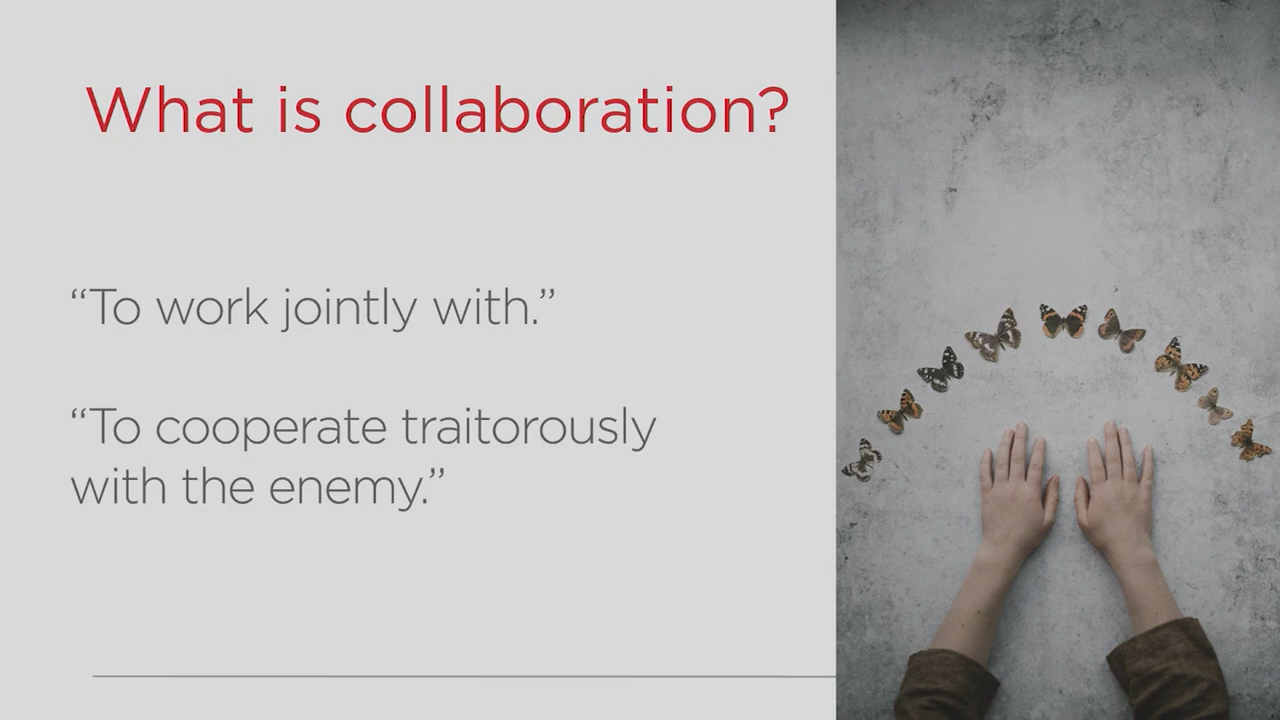 What is collaboration?
“To work jointly with.”
“To cooperate traitorously
with the enemy.”